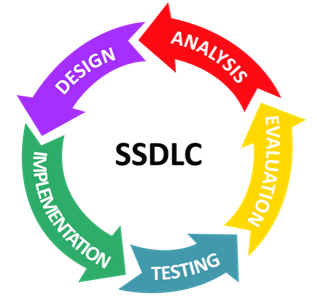 ANALYSIS
DESIGN
SSDLC
IMPLEMENTATION
EVALUATION
TESTING